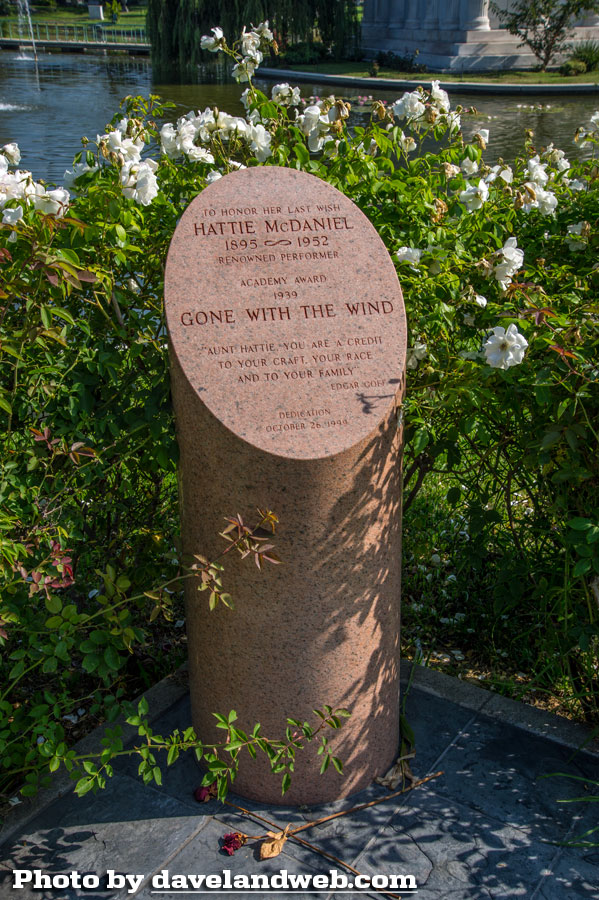 TO HONOR HER LAST WISH
HATTIE McDANIEL
1895 ~ 1952
RENOWNED PERFORMER
ACADEMY AWARD
1939
GONE WITH THE WIND
"AUNT HATTIE, YOU ARE A CREDIT
TO YOUR CRAFT, YOUR RACE
AND TO YOUR FAMILY"
EDGAR GOFF
DEDICATION
OCTOBER 26, 1999
Photo by davelandweb.com